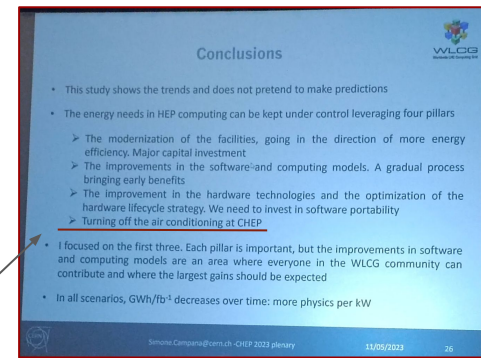 Conclusions
WLCG
Worldwide LHC Computing Grid
• This study shows the trends and does not pretend to make predictions
• The energy needs in HEP computing can be kept under control leveraging four pillars
➢ The modernization of the facilities, going in the direction of more energy
efficiency. Major capital investment
➢ The improvements in the software and computing models. A gradual process
bringing early benefits
➢ The improvement in the hardware technologies and the optimization of the
hardware lifecycle strategy. We need to invest in software portability
➢ Turning off the air conditioning at CHEP
• I focused on the first three. Each pillar is important, but the improvements in software
and computing models are an area where everyone in the WLCG community can
contribute and where the largest gains should be expected
• In all scenarios, GWh/fb⁻¹ decreases over time: more physics per kW
CERN
Simone.Campana@cern.ch -CHEP 2023 plenary
11/05/2023
26